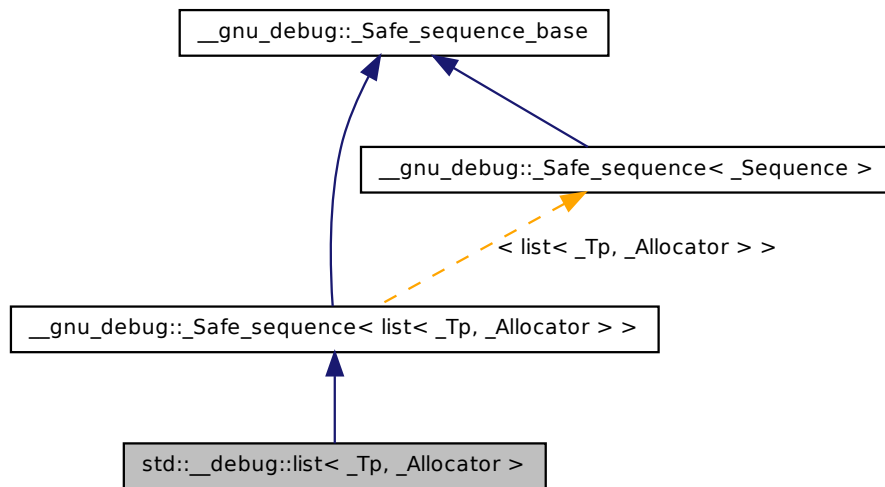 __gnu_debug::_Safe_sequence_base
__gnu_debug::_Safe_sequence< _Sequence >
< list< _Tp, _Allocator > >
__gnu_debug::_Safe_sequence< list< _Tp, _Allocator > >
std::__debug::list< _Tp, _Allocator >